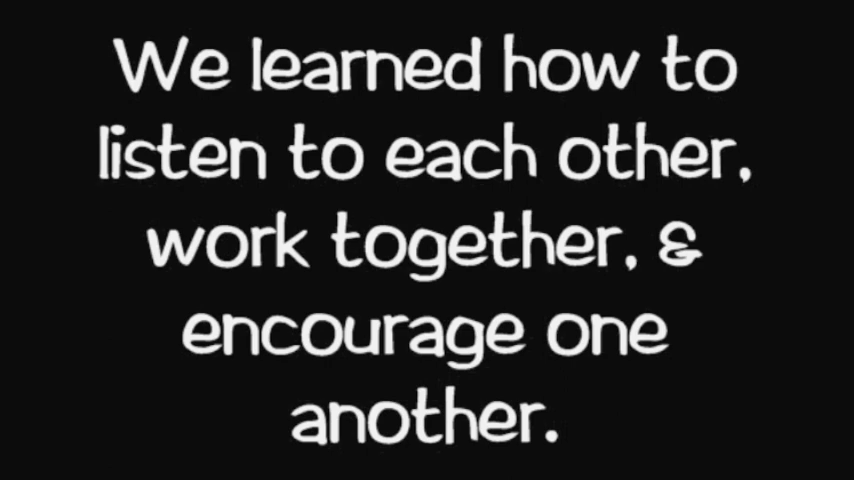 We learned how to
listen to each other,
work together, &
encourage one
another.